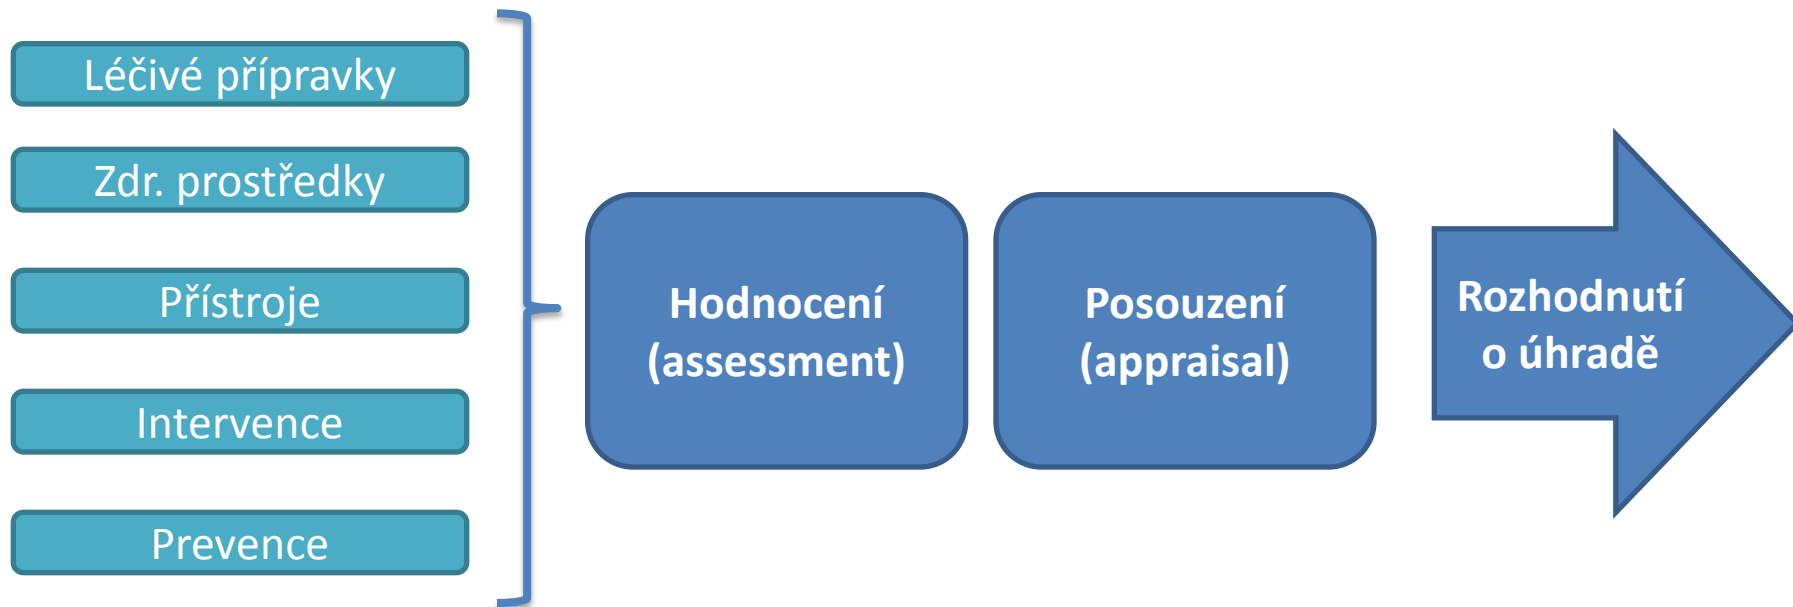 Léčivé přípravky
Zdr. prostředky
Přístroje
Intervence
Prevence
Hodnocení
(assessment)
Posouzení
(appraisal)
Rozhodnutí
o úhradě